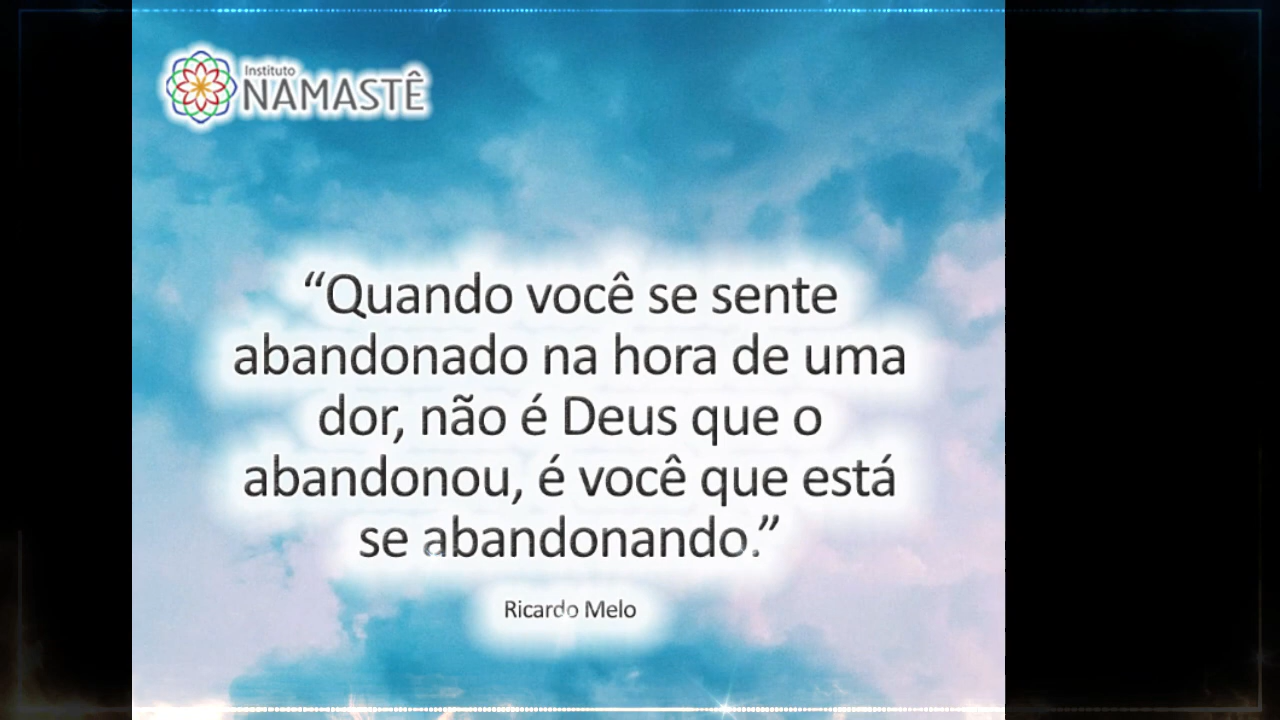 Instituto
NAMASTÊ
“Quando você se sente
abandonado na hora de uma
dor, não é Deus que o
abandonou, é você que está
se abandonando.”
Ricardo Melo